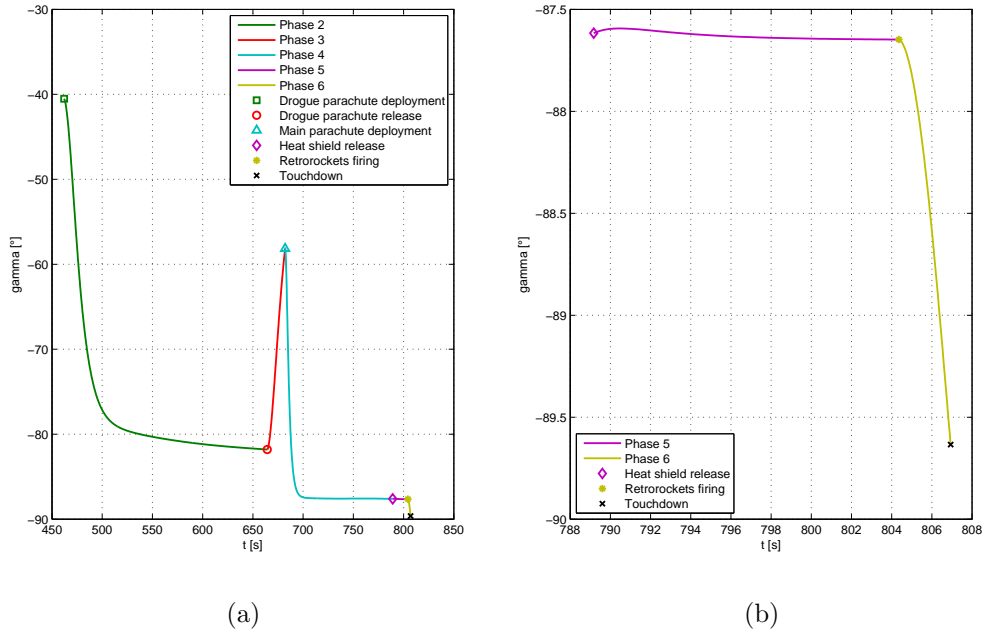 −30
−40
−50
−60
−70
−80
−90
gamma [°]
450 500 550 600 650 700 750 800 850
t [s]
Phase 2
Phase 3
Phase 4
Phase 5
Phase 6
Drogue parachute deployment
Drogue parachute release
Main parachute deployment
Heat shield release
Retrorockets firing
Touchdown
(a)
−87.5
−88
−88.5
−89
−89.5
−90
gamma [°]
788 790 792 794 796 798 800 802 804 806 808
t [s]
Phase 5
Phase 6
Heat shield release
Retrorockets firing
Touchdown
(b)